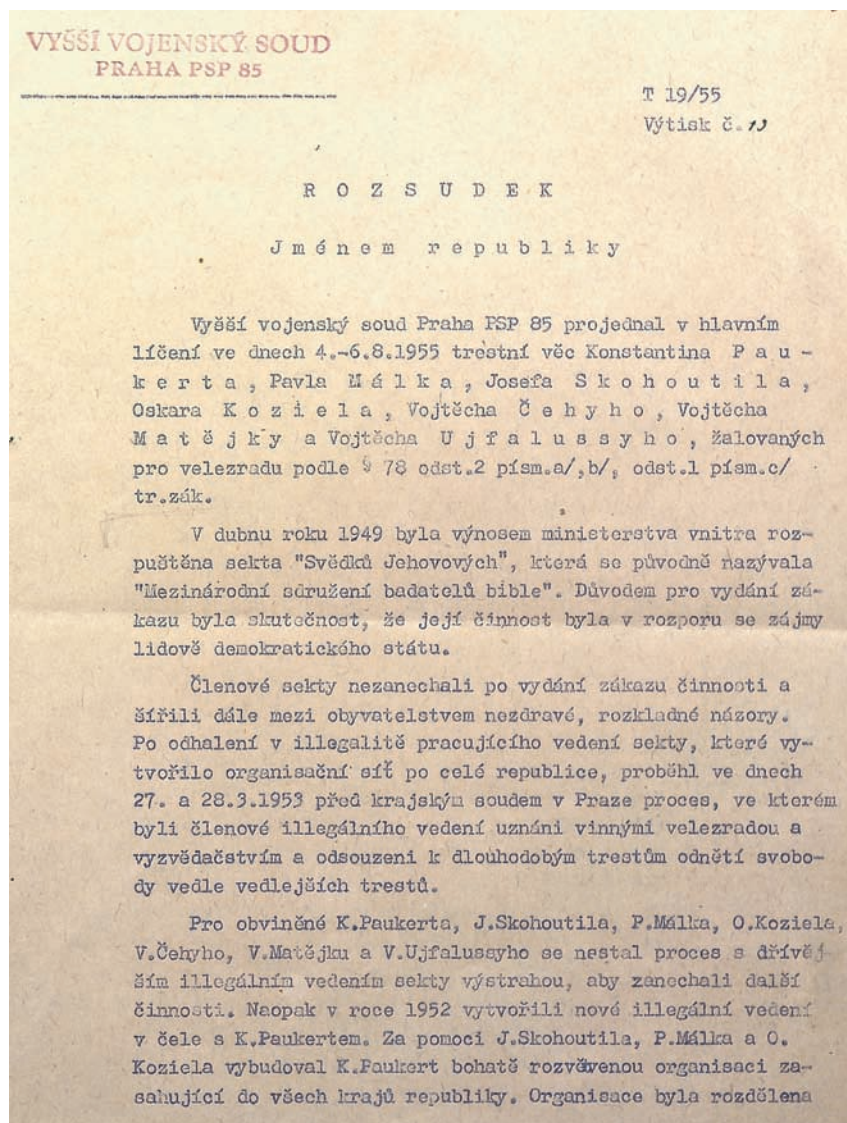 VYŠŠÍ VOJENSKÝ SOUD
PRAHA PSP 85
T 19/55
Výtisk č.
R O Z S U D E K
J m é n e m r e p u b l i k y
Vyšší vojenský soud Praha PSP 85 projednal v hlavním
líčení ve dnech 4.-6.8.1955 trestní věc Konstantina P a u -
k e r t a , Pavla M á l k a , Josefa S k o h o u t i l a ,
Oskara K o z i e l a , Vojtěcha Č e h y h o , Vojtěcha
M a t ě j k y a Vojtěcha U j f a l u s s y h o , žalovaných
pro velezradu podle § 78 odst.2 písm.a/,b/, odst.1 písm.c/
tr.zák.
V dubnu roku 1949 byla výnosem ministerstva vnitra roz-
puštěna sekta "Svědků Jehovových", která se původně nazývala
"Mezinárodní sdružení badatelů bible". Důvodem pro vydání zá-
kazu byla skutečnost, že její činnost byla v rozporu se zájmy
lidově demokratického státu.
Členové sekty nezanechali po vydání zákazu činnosti a
šířili dále mezi obyvatelstvem nezdravé, rozkladné názory.
Po odhalení v illegalitě pracujícího vedení sekty, které vy-
tvořilo organisační síť po celé republice, proběhl ve dnech
27. a 28.3.1953 před krajským soudem v Praze proces, ve kterém
byli členové illegálního vedení uznáni vinnými velezradou a
vyzvědačstvím a odsouzeni k dlouhodobým trestům odnětí svobo-
dy vedle vedlejších trestů.
Pro obviněné K.Paukerta, J.Skohoutila, P.Málka, O.Koziela,
V.Čehyho, V.Matějku a V.Ujfalussyho se nestal proces s dřívěj-
ším illegálním vedením sekty výstrahou, aby zanechali další
činnosti. Naopak v roce 1952 vytvořili nové illegální vedení
v čele s K.Paukertem. Za pomoci J.Skohoutila, P.Málka a O.
Koziela vybudoval K.Paukert bohatě rozvětvenou organisaci za-
sahující do všech krajů republiky. Organisace byla rozdělena